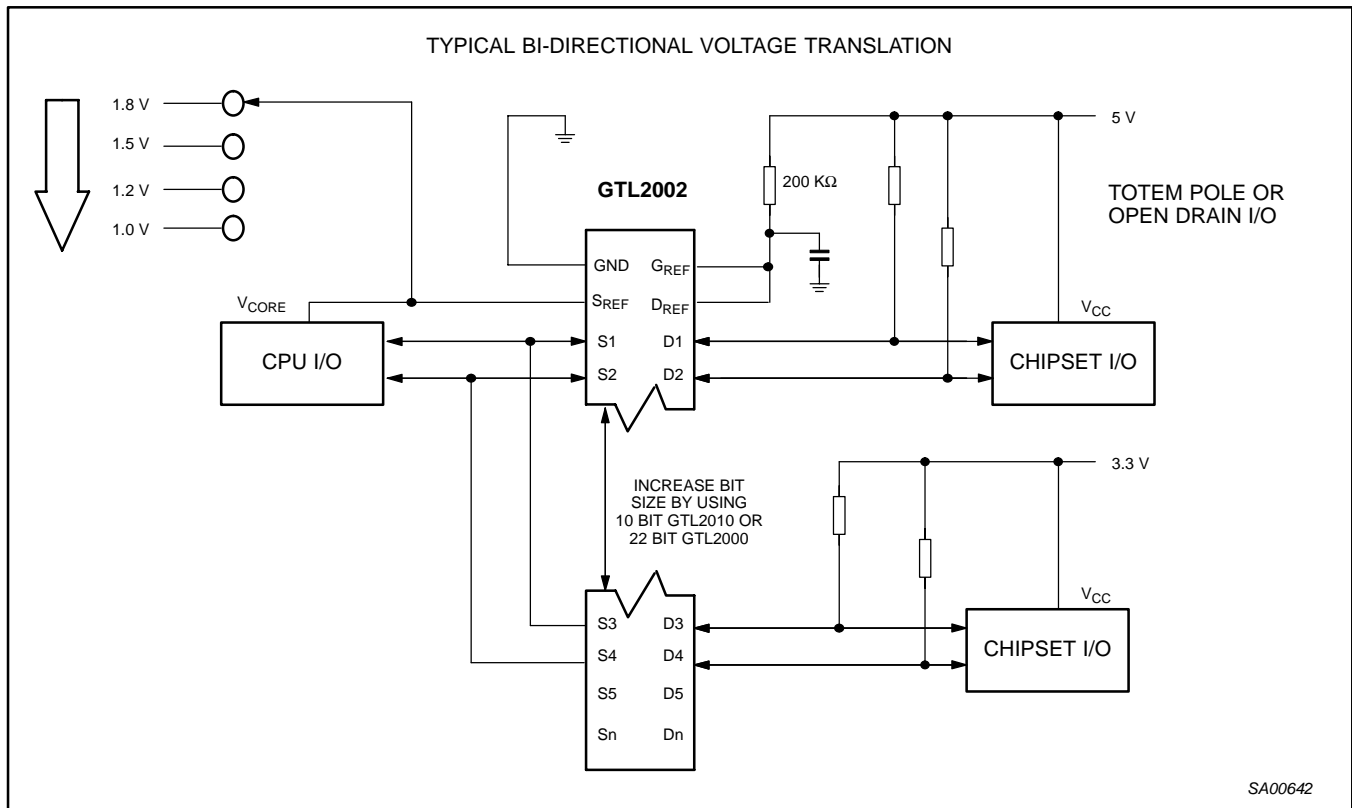 TYPICAL BI-DIRECTIONAL VOLTAGE TRANSLATION
1.8 V
1.5 V
1.2 V
1.0 V
5 V
200 KΩ
GTL2002
TOTEM POLE OR
OPEN DRAIN I/O
GND
GREF
SREF
DREF
VCORE
VCC
CPU I/O
S1
D1
S2
D2
CHIPSET I/O
3.3 V
INCREASE BIT
SIZE BY USING
10 BIT GTL2010 OR
22 BIT GTL2000
VCC
S3
D3
S4
D4
CHIPSET I/O
S5
D5
Sn
Dn
SA00642